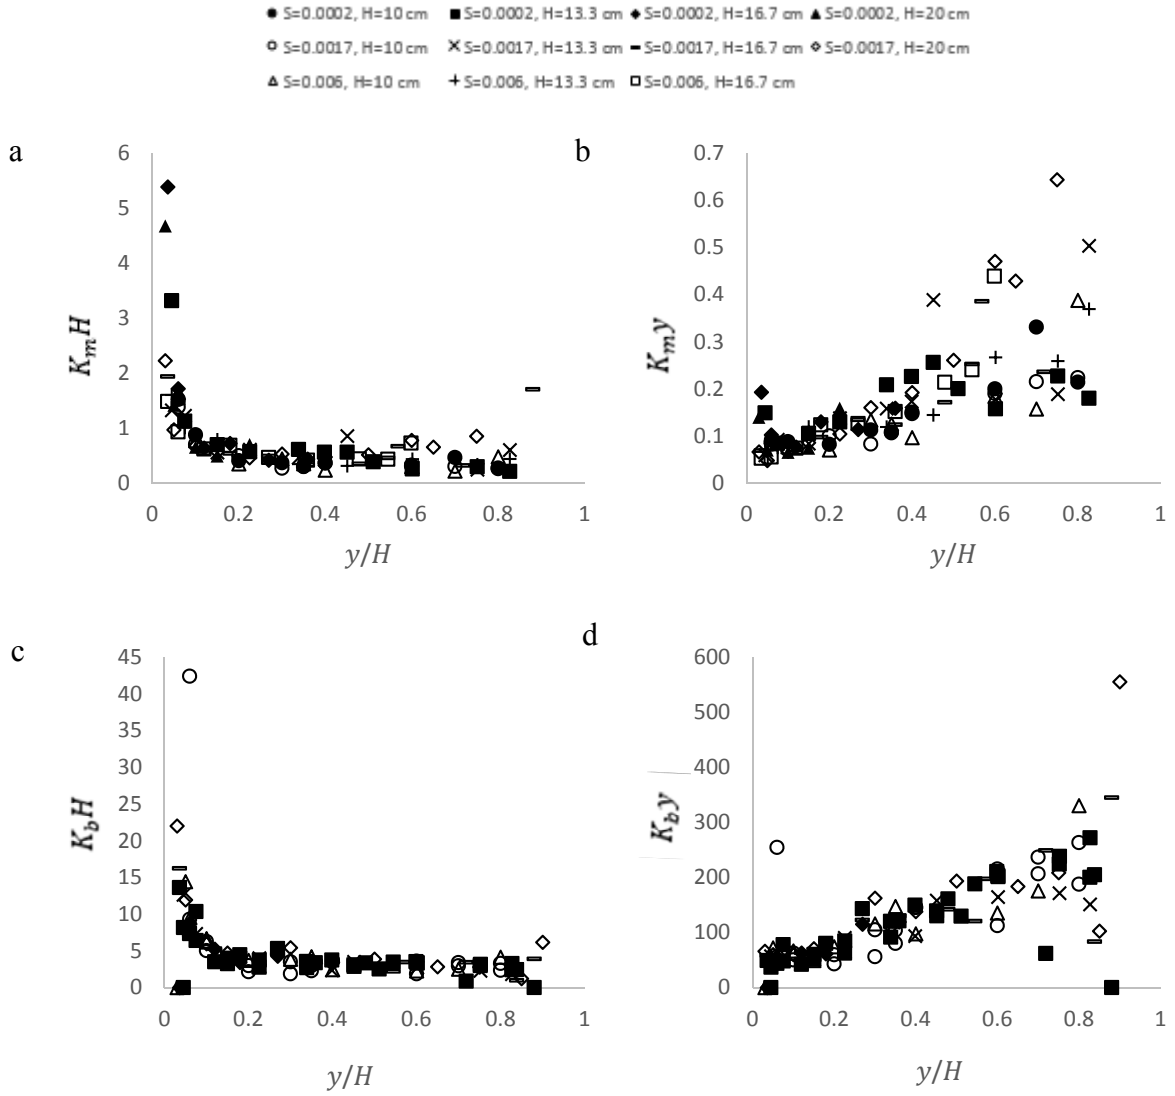 S=0.0002, H=10 cm S=0.0002, H=13.3 cm S=0.0002, H=16.7 cm S=0.0002, H=20 cm
S=0.0017, H=10 cm S=0.0017, H=13.3 cm S=0.0017, H=16.7 cm S=0.0017, H=20 cm
S=0.006, H=10 cm S=0.006, H=13.3 cm S=0.006, H=16.7 cm
a
6
5
4
3
2
1
0
K_mH
0 0.2 0.4 0.6 0.8 1
y/H
b
0.7
0.6
0.5
0.4
0.3
0.2
0.1
0
K_my
0 0.2 0.4 0.6 0.8 1
y/H
c
45
40
35
30
25
20
15
10
5
0
K_bH
0 0.2 0.4 0.6 0.8 1
y/H
d
600
500
400
300
200
100
0
K_by
0 0.2 0.4 0.6 0.8 1
y/H